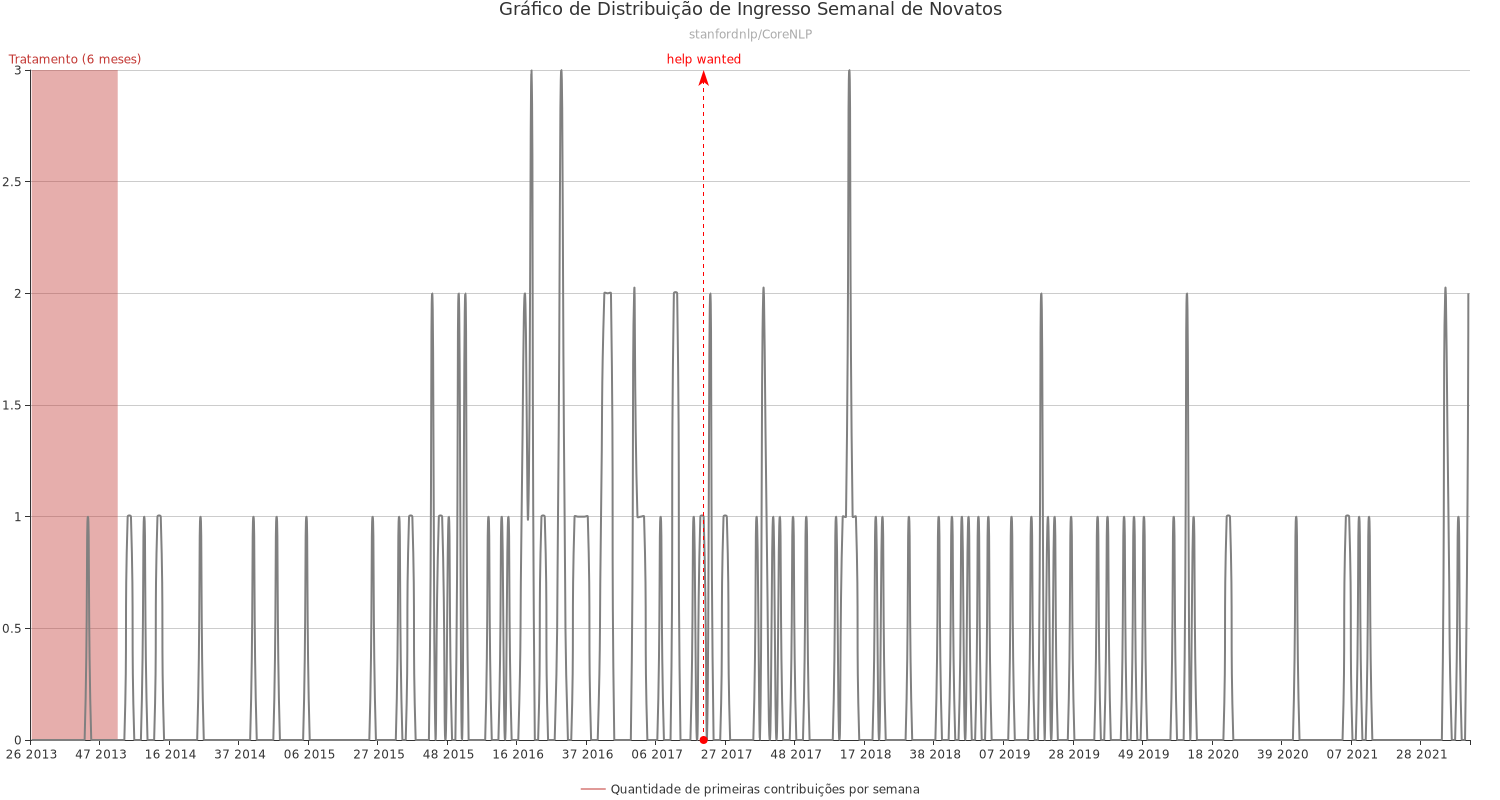 Gráfico de Distribuição de Ingresso Semanal de Novatos
stanfordnlp/CoreNLP
Tratamento (6 meses)
help wanted
3
2.5
2
1.5
1
0.5
0
26 2013 47 2013 16 2014 37 2014 06 2015 27 2015 48 2015 16 2016 37 2016 06 2017 27 2017 48 2017 17 2018 38 2018 07 2019 28 2019 49 2019 18 2020 39 2020 07 2021 28 2021
Quantidade de primeiras contribuições por semana